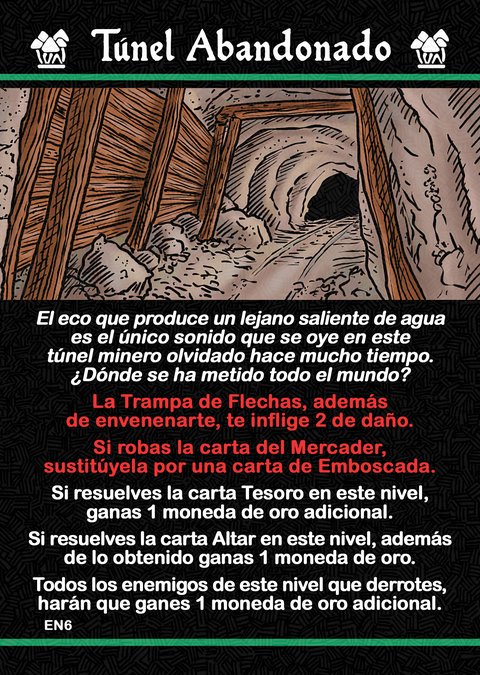 Túnel Abandonado
El eco que produce un lejano saliente de agua
es el único sonido que se oye en este
túnel minero olvidado hace mucho tiempo.
¿Dónde se ha metido todo el mundo?
La Trampa de Flechas, además
de envenenarte, te inflige 2 de daño.
Si robas la carta del Mercader,
sustitúyela por una carta de Emboscada.
Si resuelves la carta Tesoro en este nivel,
ganas 1 moneda de oro adicional.
Si resuelves la carta Altar en este nivel, además
de lo obtenido ganas 1 moneda de oro.
Todos los enemigos de este nivel que derrotes,
harán que ganes 1 moneda de oro adicional.
EN6